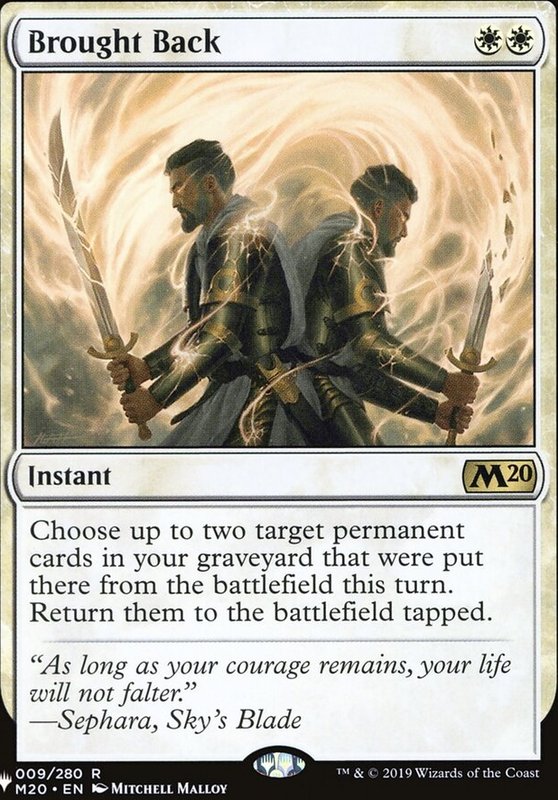 Brought Back
Instant
M20
Choose up to two target permanent
cards in your graveyard that were put
there from the battlefield this turn.
Return them to the battlefield tapped.
“As long as your courage remains, your life
will not falter.”
—Sephara, Sky’s Blade
009/280 R
M20 • EN Mitchell Malloy
™ & © 2019 Wizards of the Coast